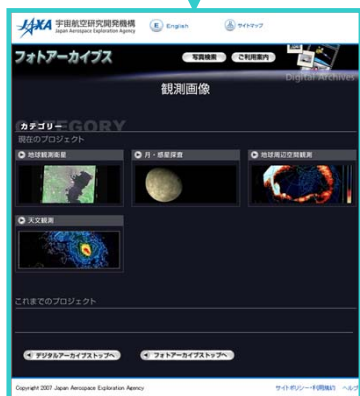 JAXA 宇宙航空研究開発機構
Japan Aerospace Exploration Agency
E English
サイトマップ
フォトアーカイブス
写真検索
ご利用案内
Digital Archives
観測画像
CATEGORY
カテゴリー
現在のプロジェクト
地球観測衛星
月・惑星探査
地球周辺空間観測
天文観測
これまでのプロジェクト
デジタルアーカイブストップへ
フォトアーカイブストップへ
Copyright 2007 Japan Aerospace Exploration Agency
サイトポリシー・利用規約
ヘルプ